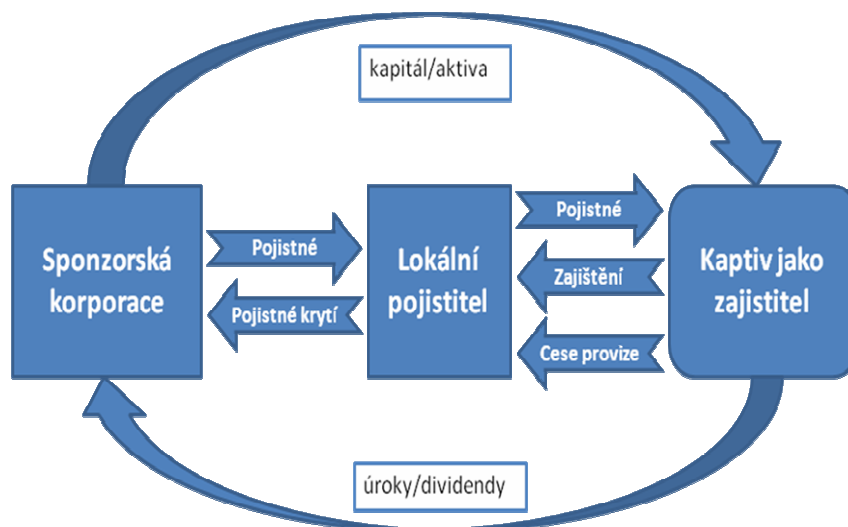 kapitál/aktiva
Sponzorská
korporace
Pojistné
Pojistné krytí
Lokální
pojistitel
Pojistné
Zajištění
Cese provize
Kaptiv jako
zajistitel
úroky/dividendy